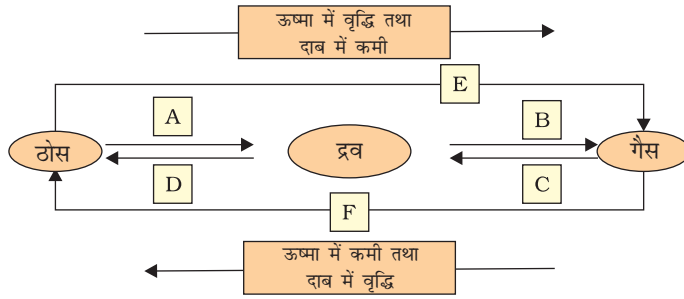 ऊष्मा में वृद्धि तथा
दाब में कमी
E
A
B
ठोस
द्रव
गैस
D
C
F
ऊष्मा में कमी तथा
दाब में वृद्धि